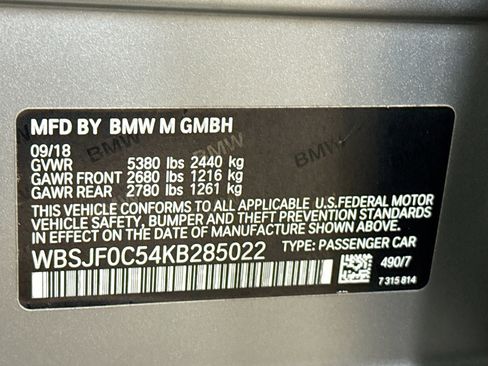 MFD BY BMW M GMBH
09/18
GVWR 5380 lbs 2440 kg
GAWR FRONT 2680 lbs 1216 kg
GAWR REAR 2780 lbs 1261 kg
THIS VEHICLE CONFORMS TO ALL APPLICABLE U.S.FEDERAL MOTOR
VEHICLE SAFETY, BUMPER AND THEFT PREVENTION STANDARDS IN
EFFECT ON THE DATE OF MANUFACTURE SHOWN ABOVE.
WBSJF0C54KB285022 TYPE: PASSENGER CAR
490/7
7 315 814